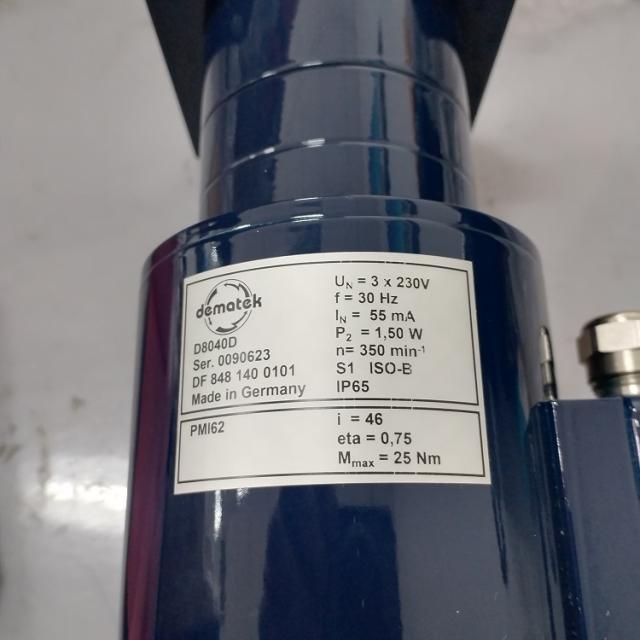 dematek
D8040D
Ser. 0090623
DF 848 140 0101
Made in Germany
U_N = 3 x 230V
f = 30 Hz
I_N = 55 mA
P₂ = 1,50 W
n= 350 min⁻¹
S1 ISO-B
IP65
PMI62
i = 46
eta = 0,75
M_max = 25 Nm